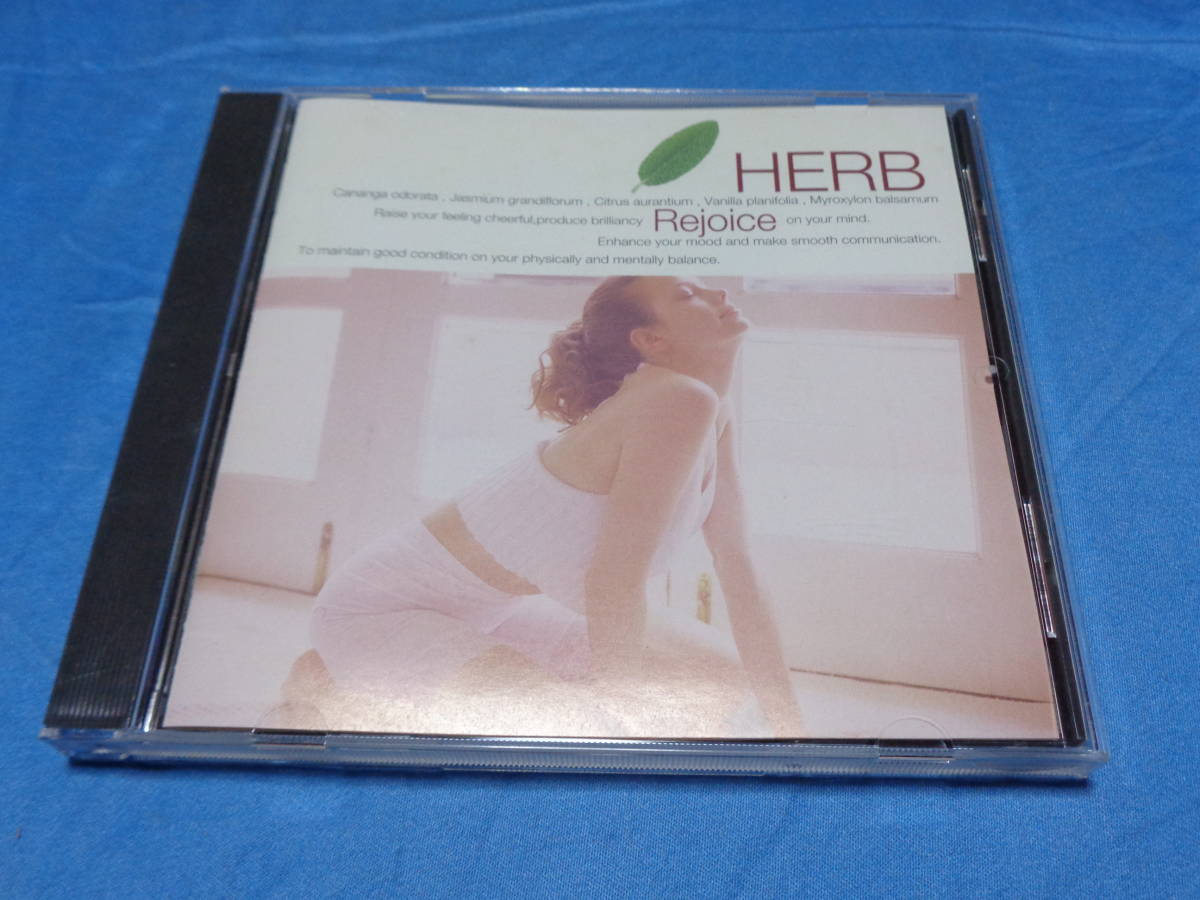 HERB
Cananga odorata , Jasmium grandiflorum , Citrus aurantium , Vanilla planifolia , Myroxylon balsamum
Raise your feeling cheerful,produce brilliancy Rejoice on your mind.
Enhance your mood and make smooth communication.
To maintain good condition on your physically and mentally balance.